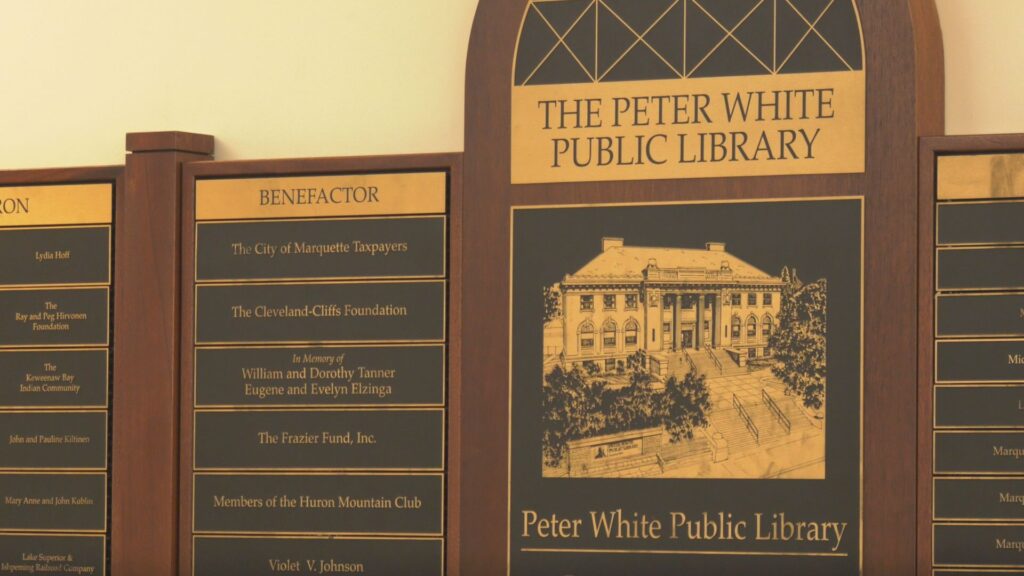 RON
Lydia Hoff
The
Ray and Peg Hirvonen
Foundation
The
Keweenaw Bay
Indian Community
John and Pauline Kiltinen
Mary Anne and John Kublin
Lake Superior &
Ishpeming Railroad Company
BENEFACTOR
The City of Marquette Taxpayers
The Cleveland-Cliffs Foundation
In Memory of
William and Dorothy Tanner
Eugene and Evelyn Elzinga
The Frazier Fund, Inc.
Members of the Huron Mountain Club
Violet V. Johnson
THE PETER WHITE
PUBLIC LIBRARY
Peter White Public Library
Marqu
Marqu
Marqu